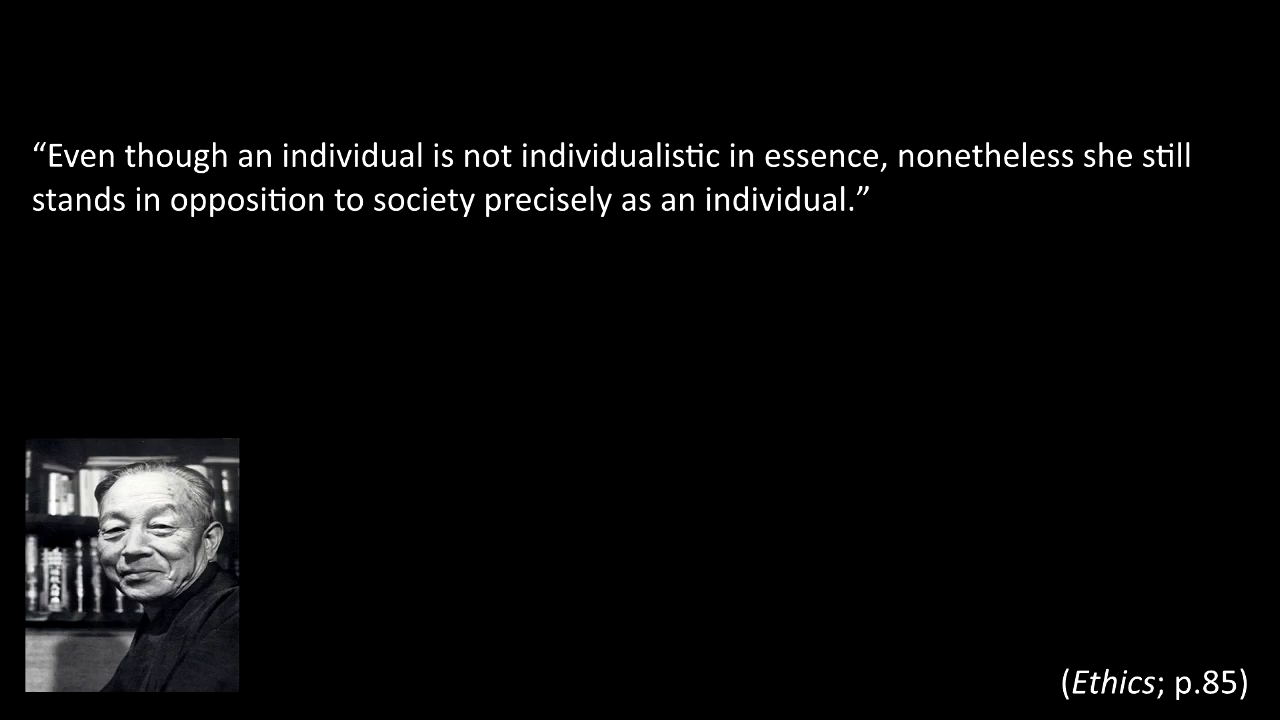 “Even though an individual is not individualistic in essence, nonetheless she still
stands in opposition to society precisely as an individual.”
(Ethics; p.85)